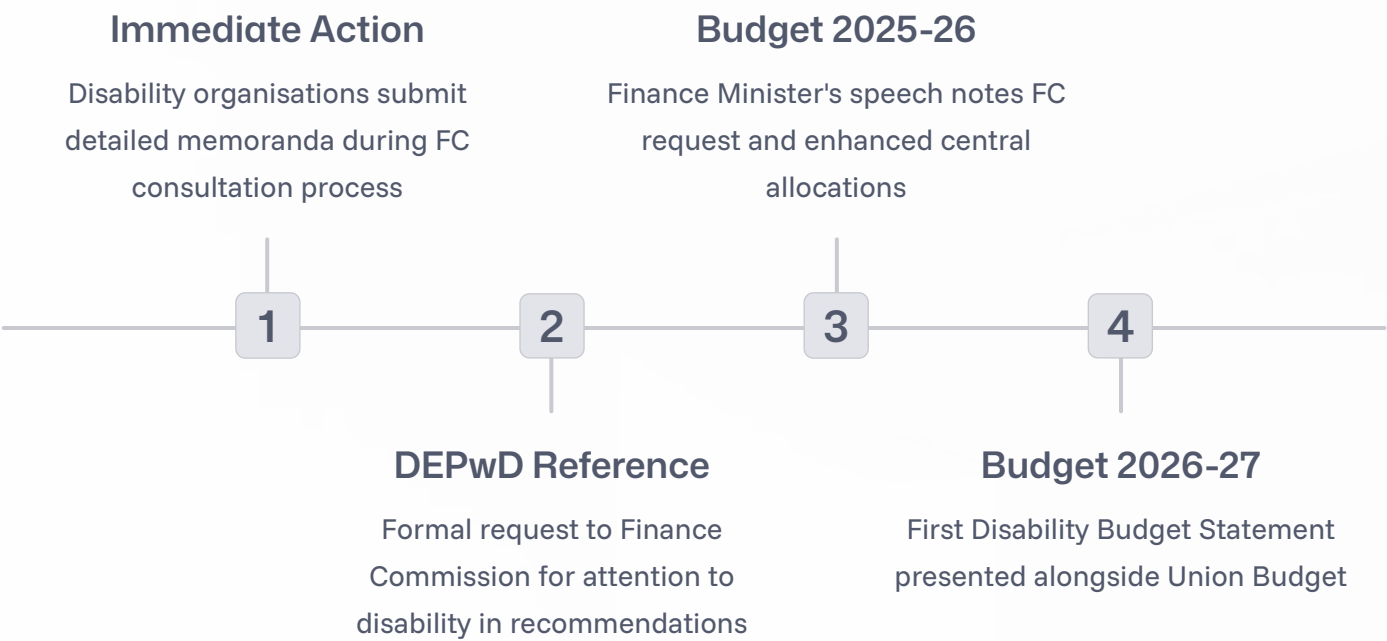 Immediate Action
Disability organisations submit
detailed memoranda during FC
consultation process
Budget 2025-26
Finance Minister's speech notes FC
request and enhanced central
allocations
1
2
3
4
DEPwD Reference
Formal request to Finance
Commission for attention to
disability in recommendations
Budget 2026-27
First Disability Budget Statement
presented alongside Union Budget